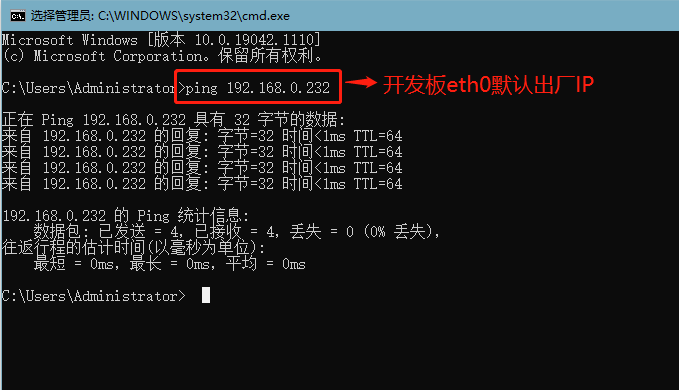 选择管理员: C:\WINDOWS\system32\cmd.exe
Microsoft Windows [版本 10.0.19042.1110]
(c) Microsoft Corporation。保留所有权利。
C:\Users\Administrator>ping 192.168.0.232
开发板eth0默认出厂IP
正在 Ping 192.168.0.232 具有 32 字节的数据:
来自 192.168.0.232 的回复: 字节=32 时间<1ms TTL=64
来自 192.168.0.232 的回复: 字节=32 时间<1ms TTL=64
来自 192.168.0.232 的回复: 字节=32 时间<1ms TTL=64
来自 192.168.0.232 的回复: 字节=32 时间<1ms TTL=64
192.168.0.232 的 Ping 统计信息:
数据包: 已发送 = 4，已接收 = 4，丢失 = 0 (0% 丢失)，
往返行程的估计时间(以毫秒为单位):
最短 = 0ms，最长 = 0ms，平均 = 0ms
C:\Users\Administrator>